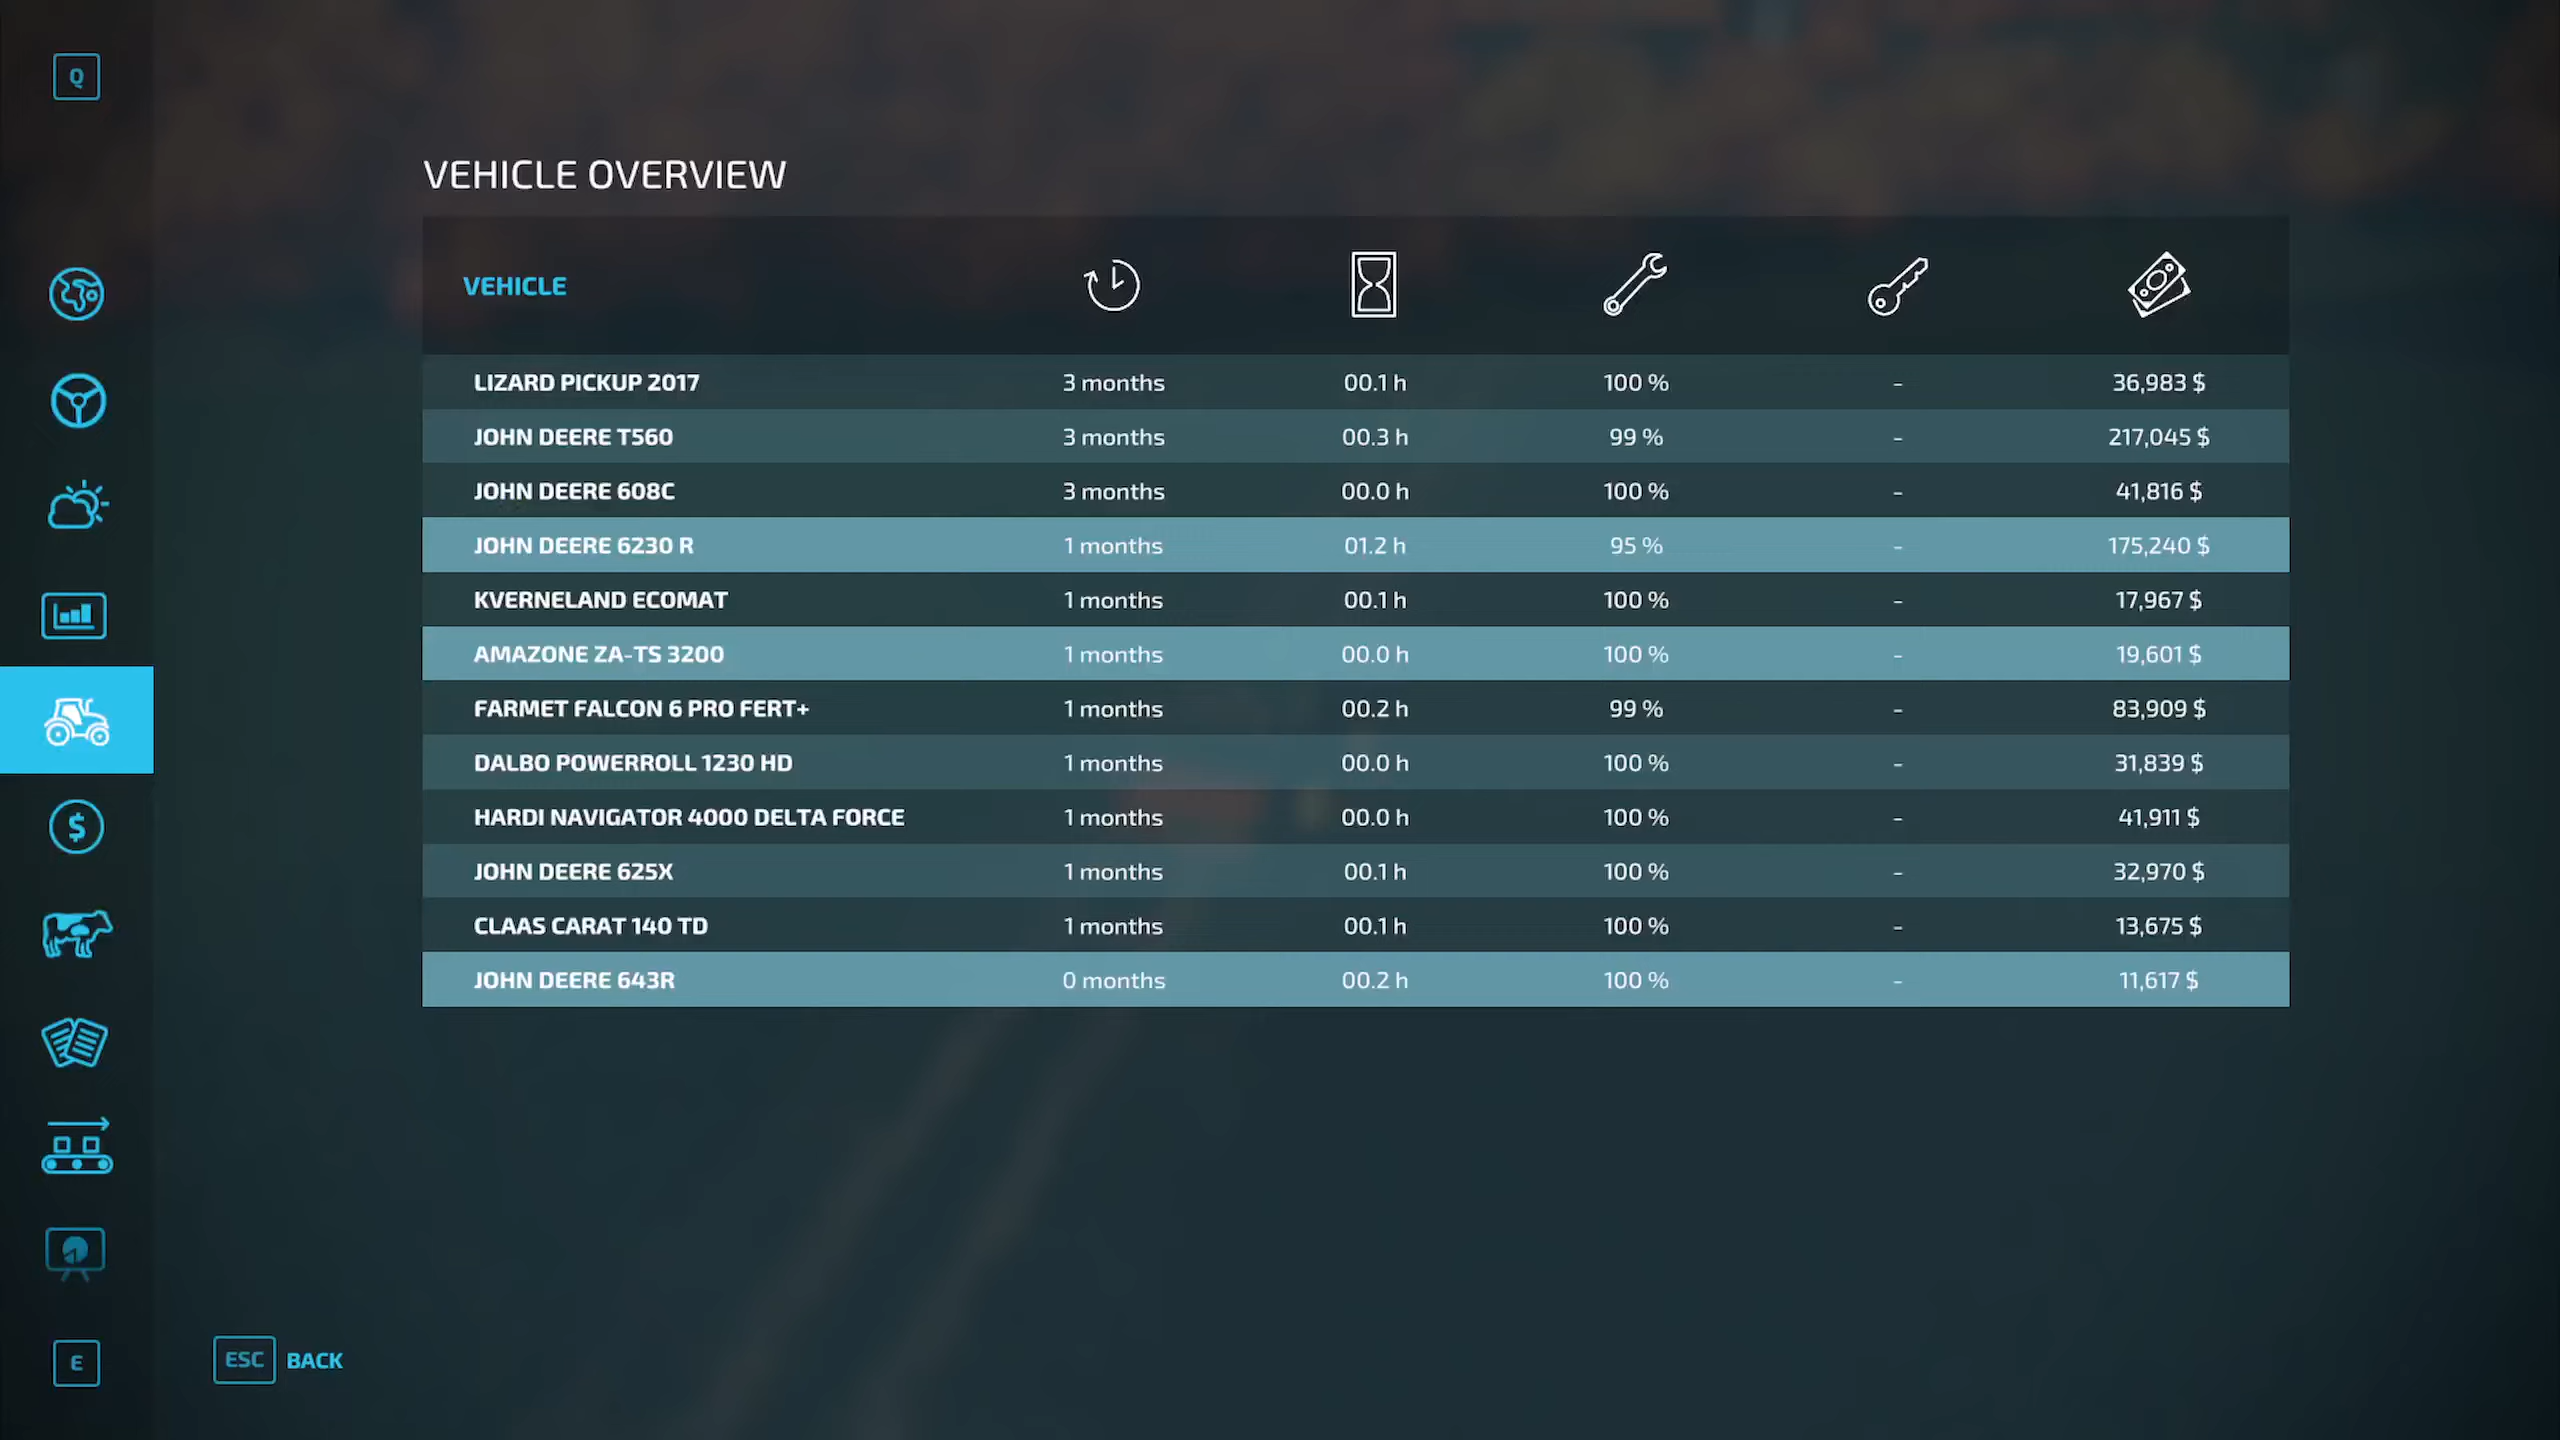 Q
VEHICLE OVERVIEW
VEHICLE
LIZARD PICKUP 2017 3 months 00.1 h 100 % - 36,983 $
JOHN DEERE T560 3 months 00.3 h 99 % - 217,045 $
JOHN DEERE 608C 3 months 00.0 h 100 % - 41,816 $
JOHN DEERE 6230 R 1 months 01.2 h 95 % - 175,240 $
KVERNELAND ECOMAT 1 months 00.1 h 100 % - 17,967 $
AMAZONE ZA-TS 3200 1 months 00.0 h 100 % - 19,601 $
FARMET FALCON 6 PRO FERT+ 1 months 00.2 h 99 % - 83,909 $
DALBO POWERROLL 1230 HD 1 months 00.0 h 100 % - 31,839 $
HARDI NAVIGATOR 4000 DELTA FORCE 1 months 00.0 h 100 % - 41,911 $
JOHN DEERE 625X 1 months 00.1 h 100 % - 32,970 $
CLAAS CARAT 140 TD 1 months 00.1 h 100 % - 13,675 $
JOHN DEERE 643R 0 months 00.2 h 100 % - 11,617 $
$
E
ESC BACK